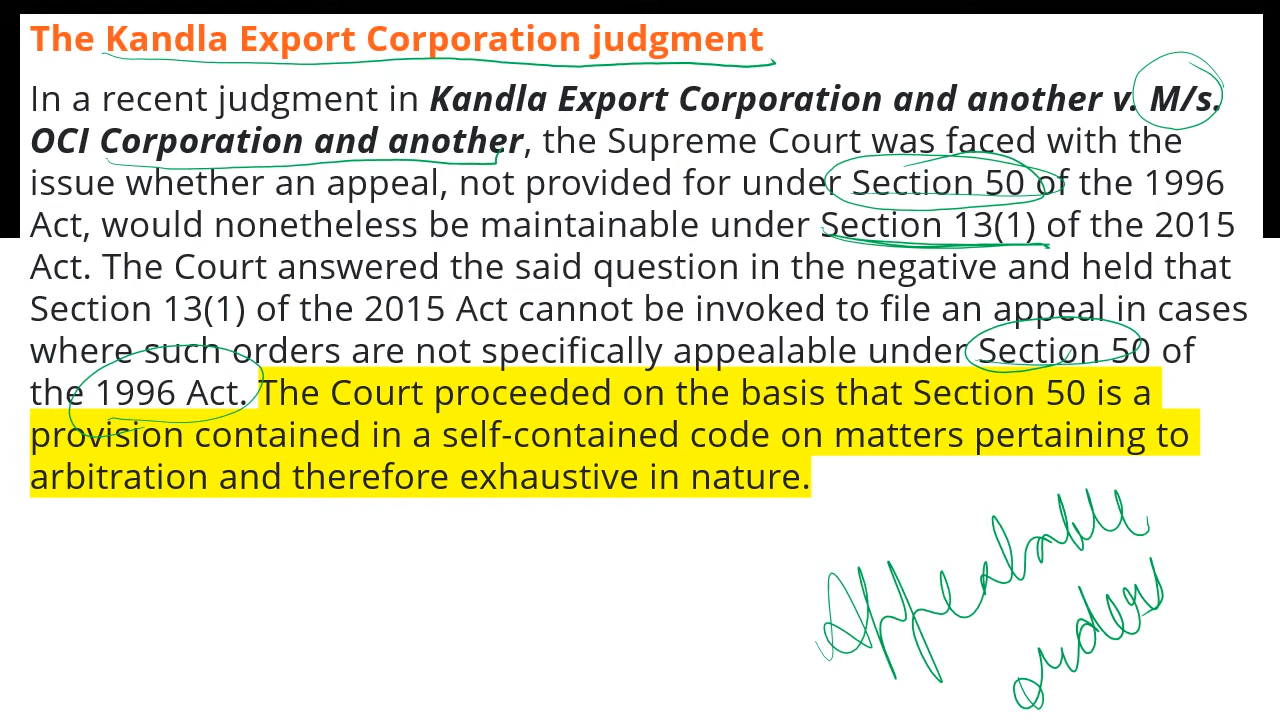 The Kandla Export Corporation judgment
In a recent judgment in Kandla Export Corporation and another v. M/s.
OCI Corporation and another, the Supreme Court was faced with the
issue whether an appeal, not provided for under Section 50 of the 1996
Act, would nonetheless be maintainable under Section 13(1) of the 2015
Act. The Court answered the said question in the negative and held that
Section 13(1) of the 2015 Act cannot be invoked to file an appeal in cases
where such orders are not specifically appealable under Section 50 of
the 1996 Act. The Court proceeded on the basis that Section 50 is a
provision contained in a self-contained code on matters pertaining to
arbitration and therefore exhaustive in nature.
Appealable
orders